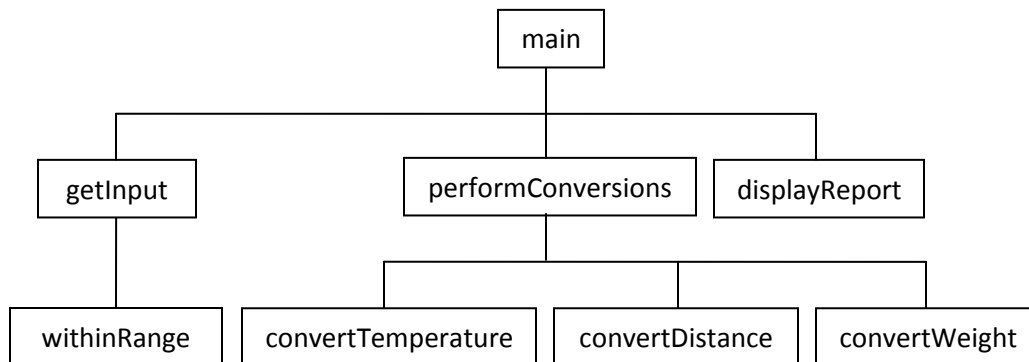 main
getInput
performConversions
displayReport
withinRange
convertTemperature
convertDistance
convertWeight